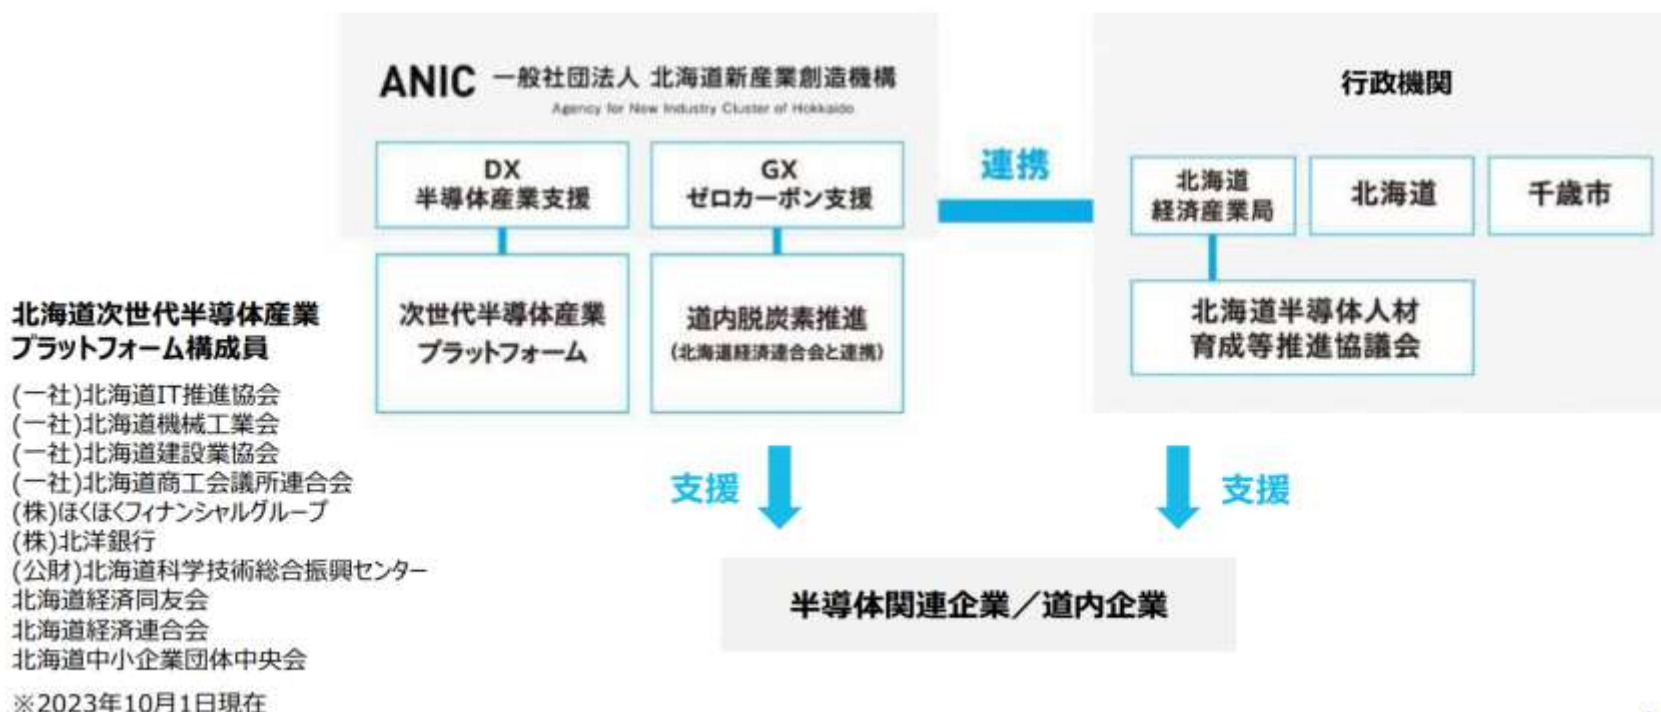 ANIC 一般社団法人 北海道新産業創造機構
Agency for New Industry Cluster of Hokkaido
DX
半導体産業支援
GX
ゼロカーボン支援
次世代半導体産業
プラットフォーム
道内脱炭素推進
(北海道経済連合会と連携)
連携
行政機関
北海道
経済産業局
北海道
千歳市
北海道半導体人材
育成等推進協議会
北海道次世代半導体産業
プラットフォーム構成員
(一社)北海道IT推進協会
(一社)北海道機械工業会
(一社)北海道建設業協会
(一社)北海道商工会議所連合会
(株)ほくほくフィナンシャルグループ
(株)北洋銀行
(公財)北海道科学技術総合振興センター
北海道経済同友会
北海道経済連合会
北海道中小企業団体中央会
※2023年10月1日現在
支援
支援
半導体関連企業／道内企業